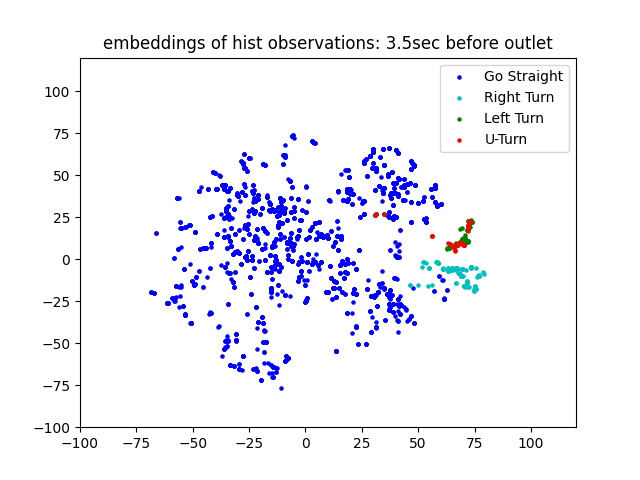 embeddings of hist observations: 3.5sec before outlet
Go Straight
Right Turn
Left Turn
U-Turn
100
75
50
25
0
−25
−50
−75
−100
−100 −75 −50 −25 0 25 50 75 100